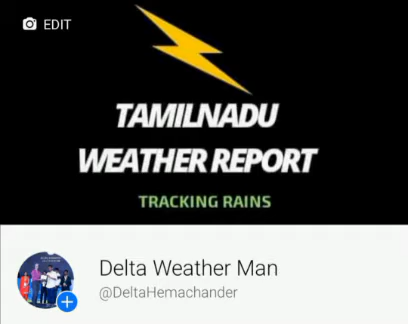 EDIT
TAMILNADU
WEATHER REPORT
TRACKING RAINS
Delta Weather Man
@DeltaHemachander